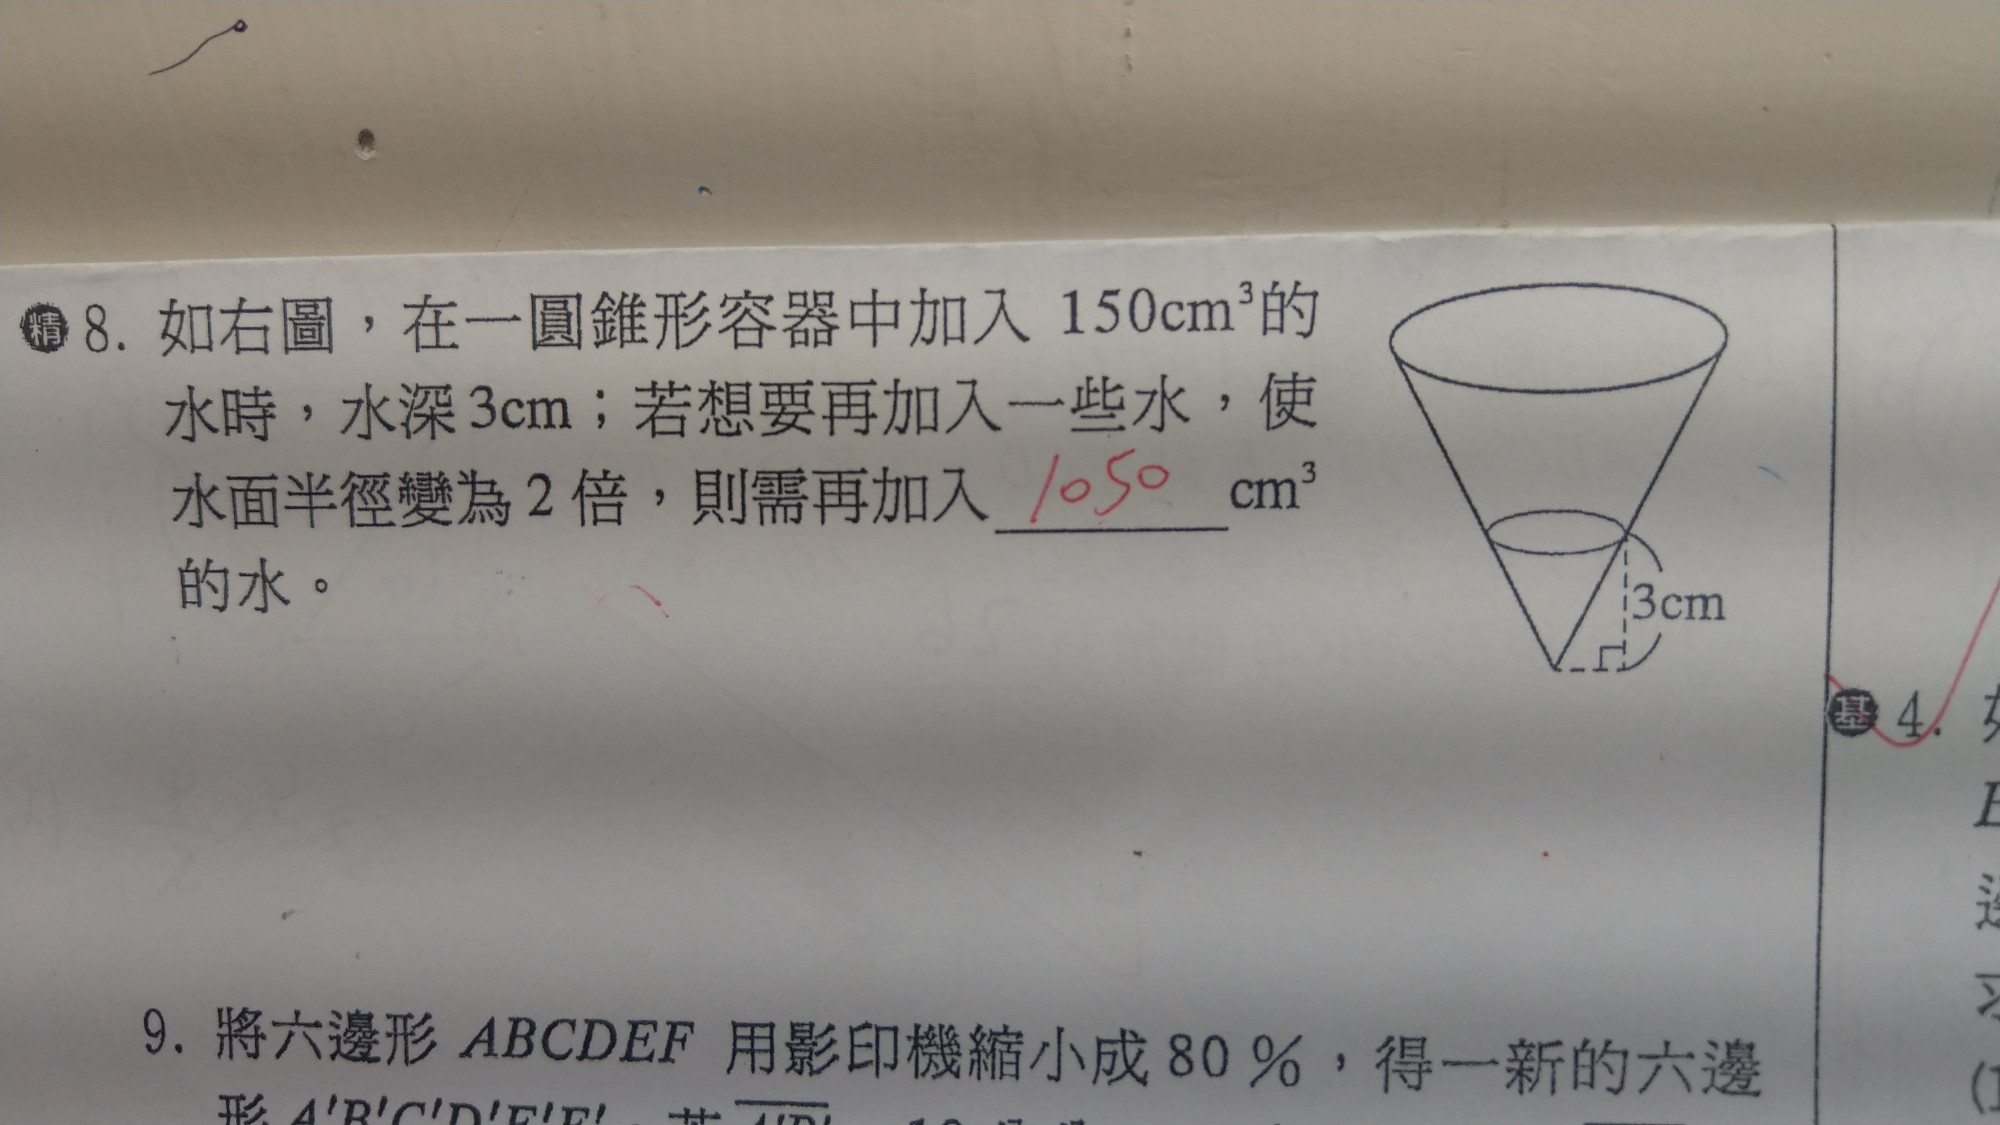 精 8. 如右圖，在一圓錐形容器中加入 150cm³的
水時，水深3cm；若想要再加入一些水，使
水面半徑變為 2 倍，則需再加入 1050 cm³
的水。
3cm
9. 將六邊形 ABCDEF 用影印機縮小成 80 %，得一新的六邊
形 A'B'C'D'E'F'
基 4.